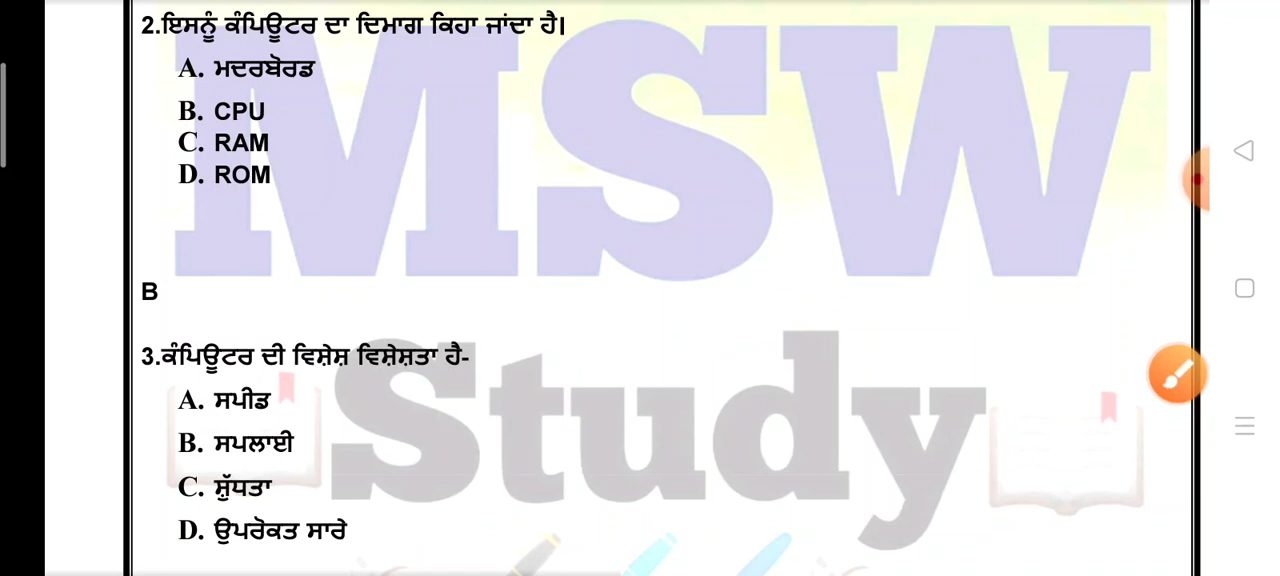 2.ਇਸਨੂੰ ਕੰਪਿਊਟਰ ਦਾ ਦਿਮਾਗ ਕਿਹਾ ਜਾਂਦਾ ਹੈ।
A. ਮਦਰਬੋਰਡ
B. CPU
C. RAM
D. ROM
MSW
B
3.ਕੰਪਿਊਟਰ ਦੀ ਵਿਸ਼ੇਸ਼ ਵਿਸ਼ੇਸ਼ਤਾ ਹੈ-
A. ਸਪੀਡ
B. ਸਪਲਾਈ
C. ਸ਼ੁੱਧਤਾ
D. ਉਪਰੋਕਤ ਸਾਰੇ
Study